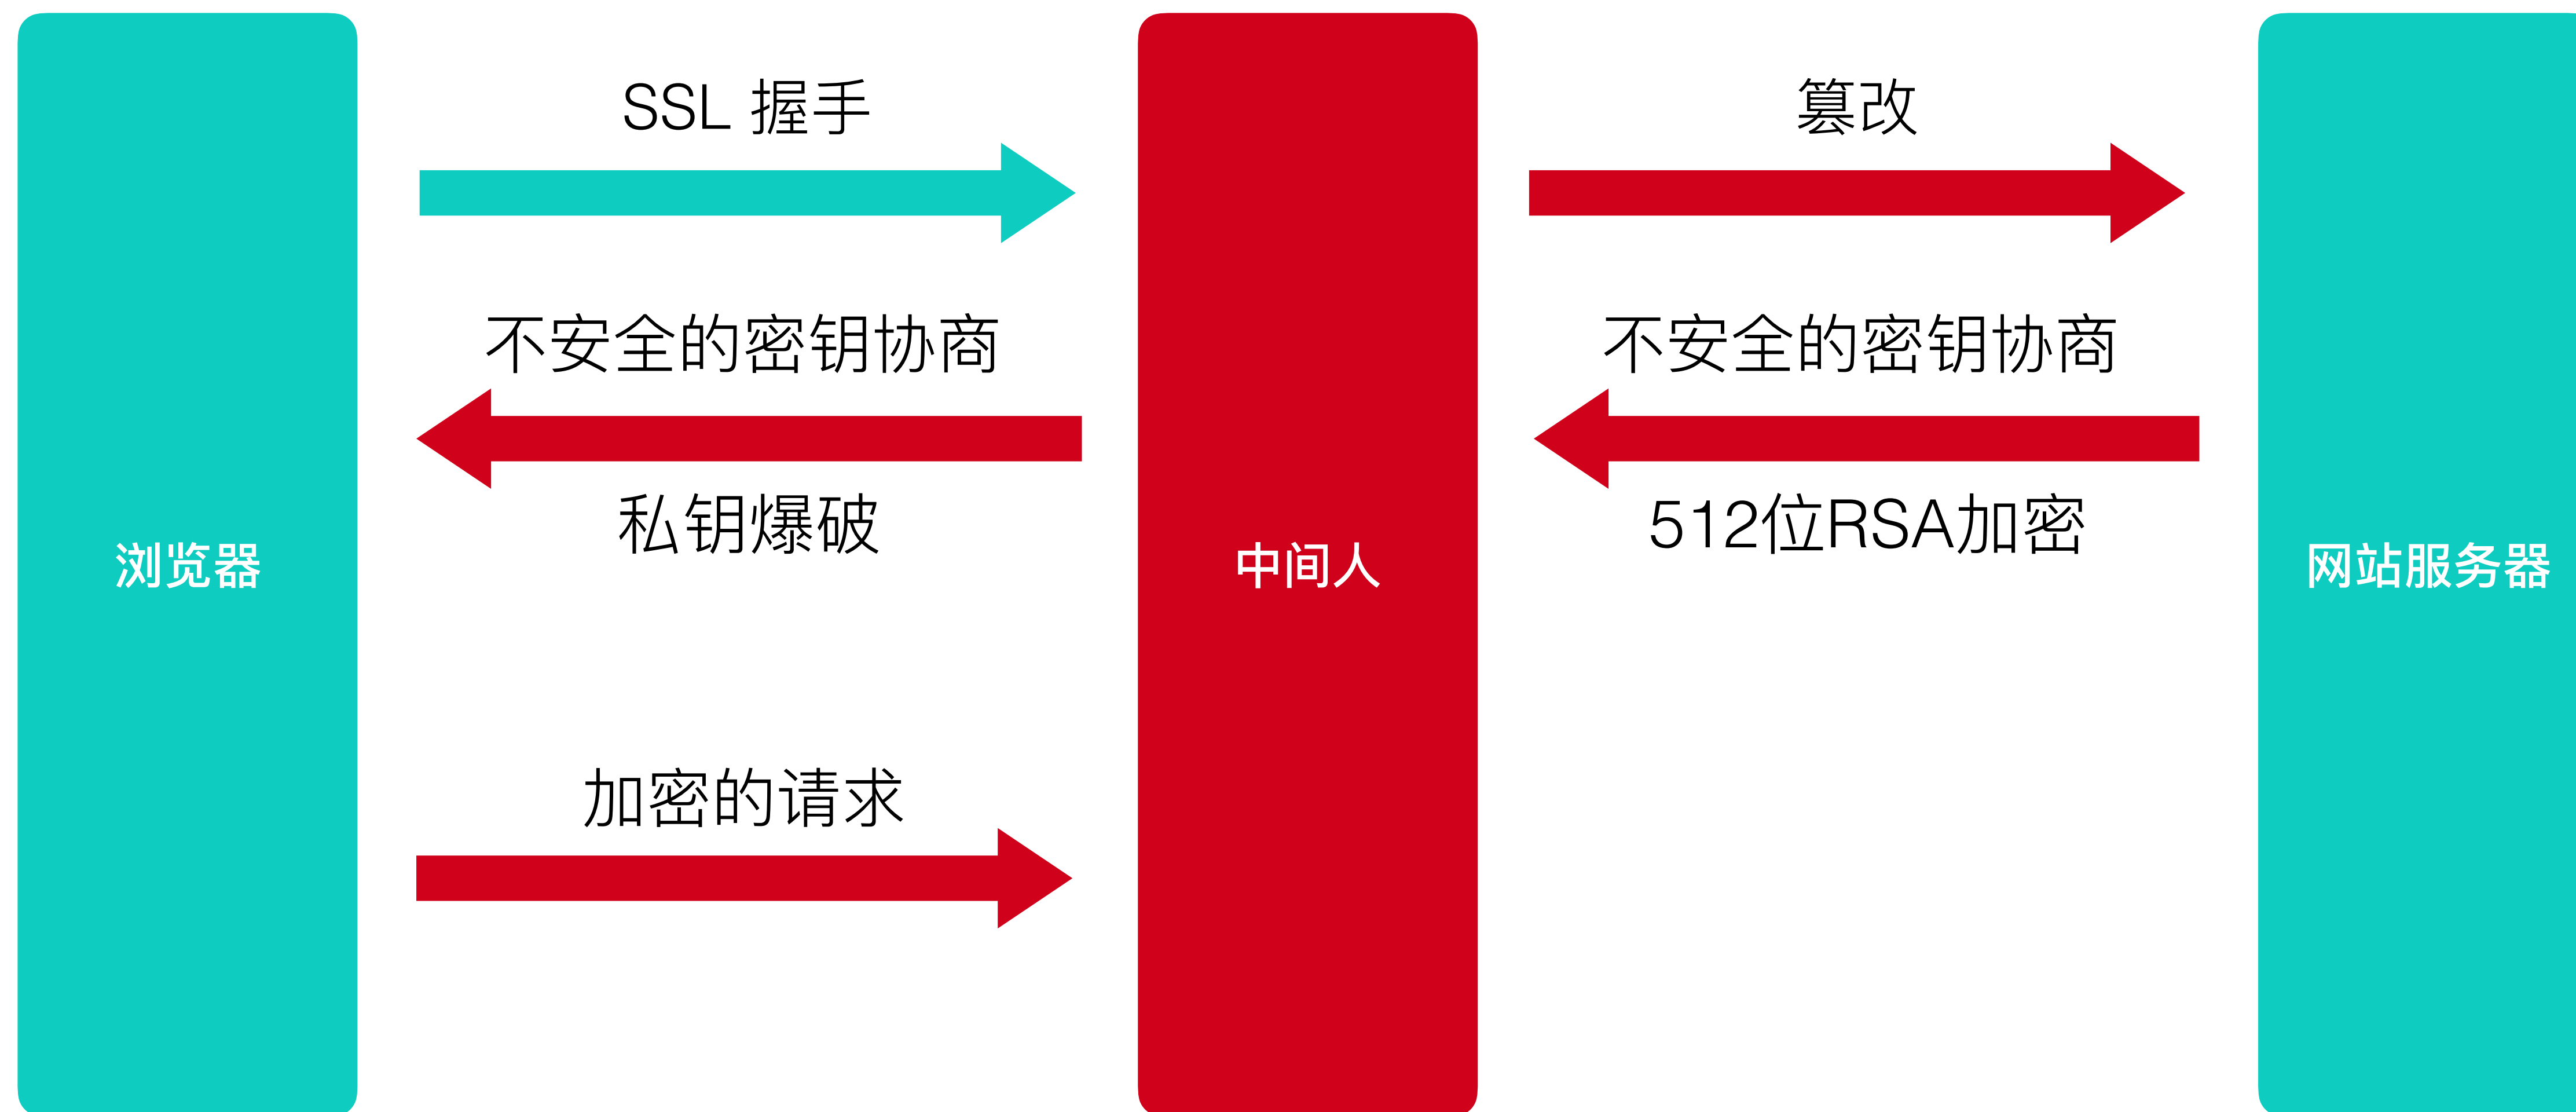 SSL 握手
篡改
不安全的密钥协商
不安全的密钥协商
私钥爆破
512位RSA加密
浏览器
中间人
网站服务器
加密的请求